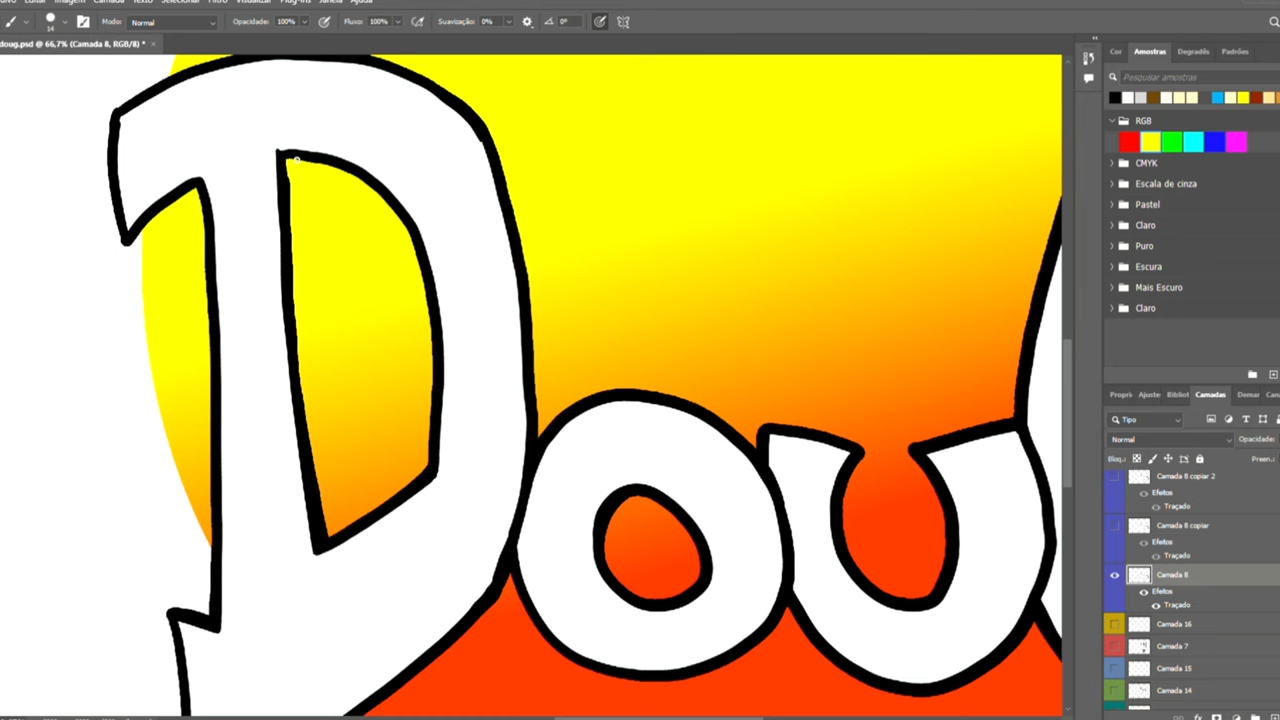 Editar Imagem Camada Texto Selecionar Filtro Visualizar Plug-ins Janela Ajuda
14 Modo: Normal Opacidade: 100% Fluxo: 100% Suavização: 0% 0°
doug.psd @ 66,7% (Camada 8, RGB/8) * ×
Cor Amostras Degradês Padrões
Pesquisar amostras
RGB
CMYK
Escala de cinza
Pastel
Claro
Puro
Escura
Mais Escuro
Claro
Propri Ajuste Bibliot Camadas Demar Can
Tipo
Normal Opacidade:
Bloq.: Preen.:
Camada 8 copiar 2
Efeitos
Traçado
Camada 8 copiar
Efeitos
Traçado
Camada 8
Efeitos
Traçado
Camada 16
Camada 7
Camada 15
Camada 14
Dou